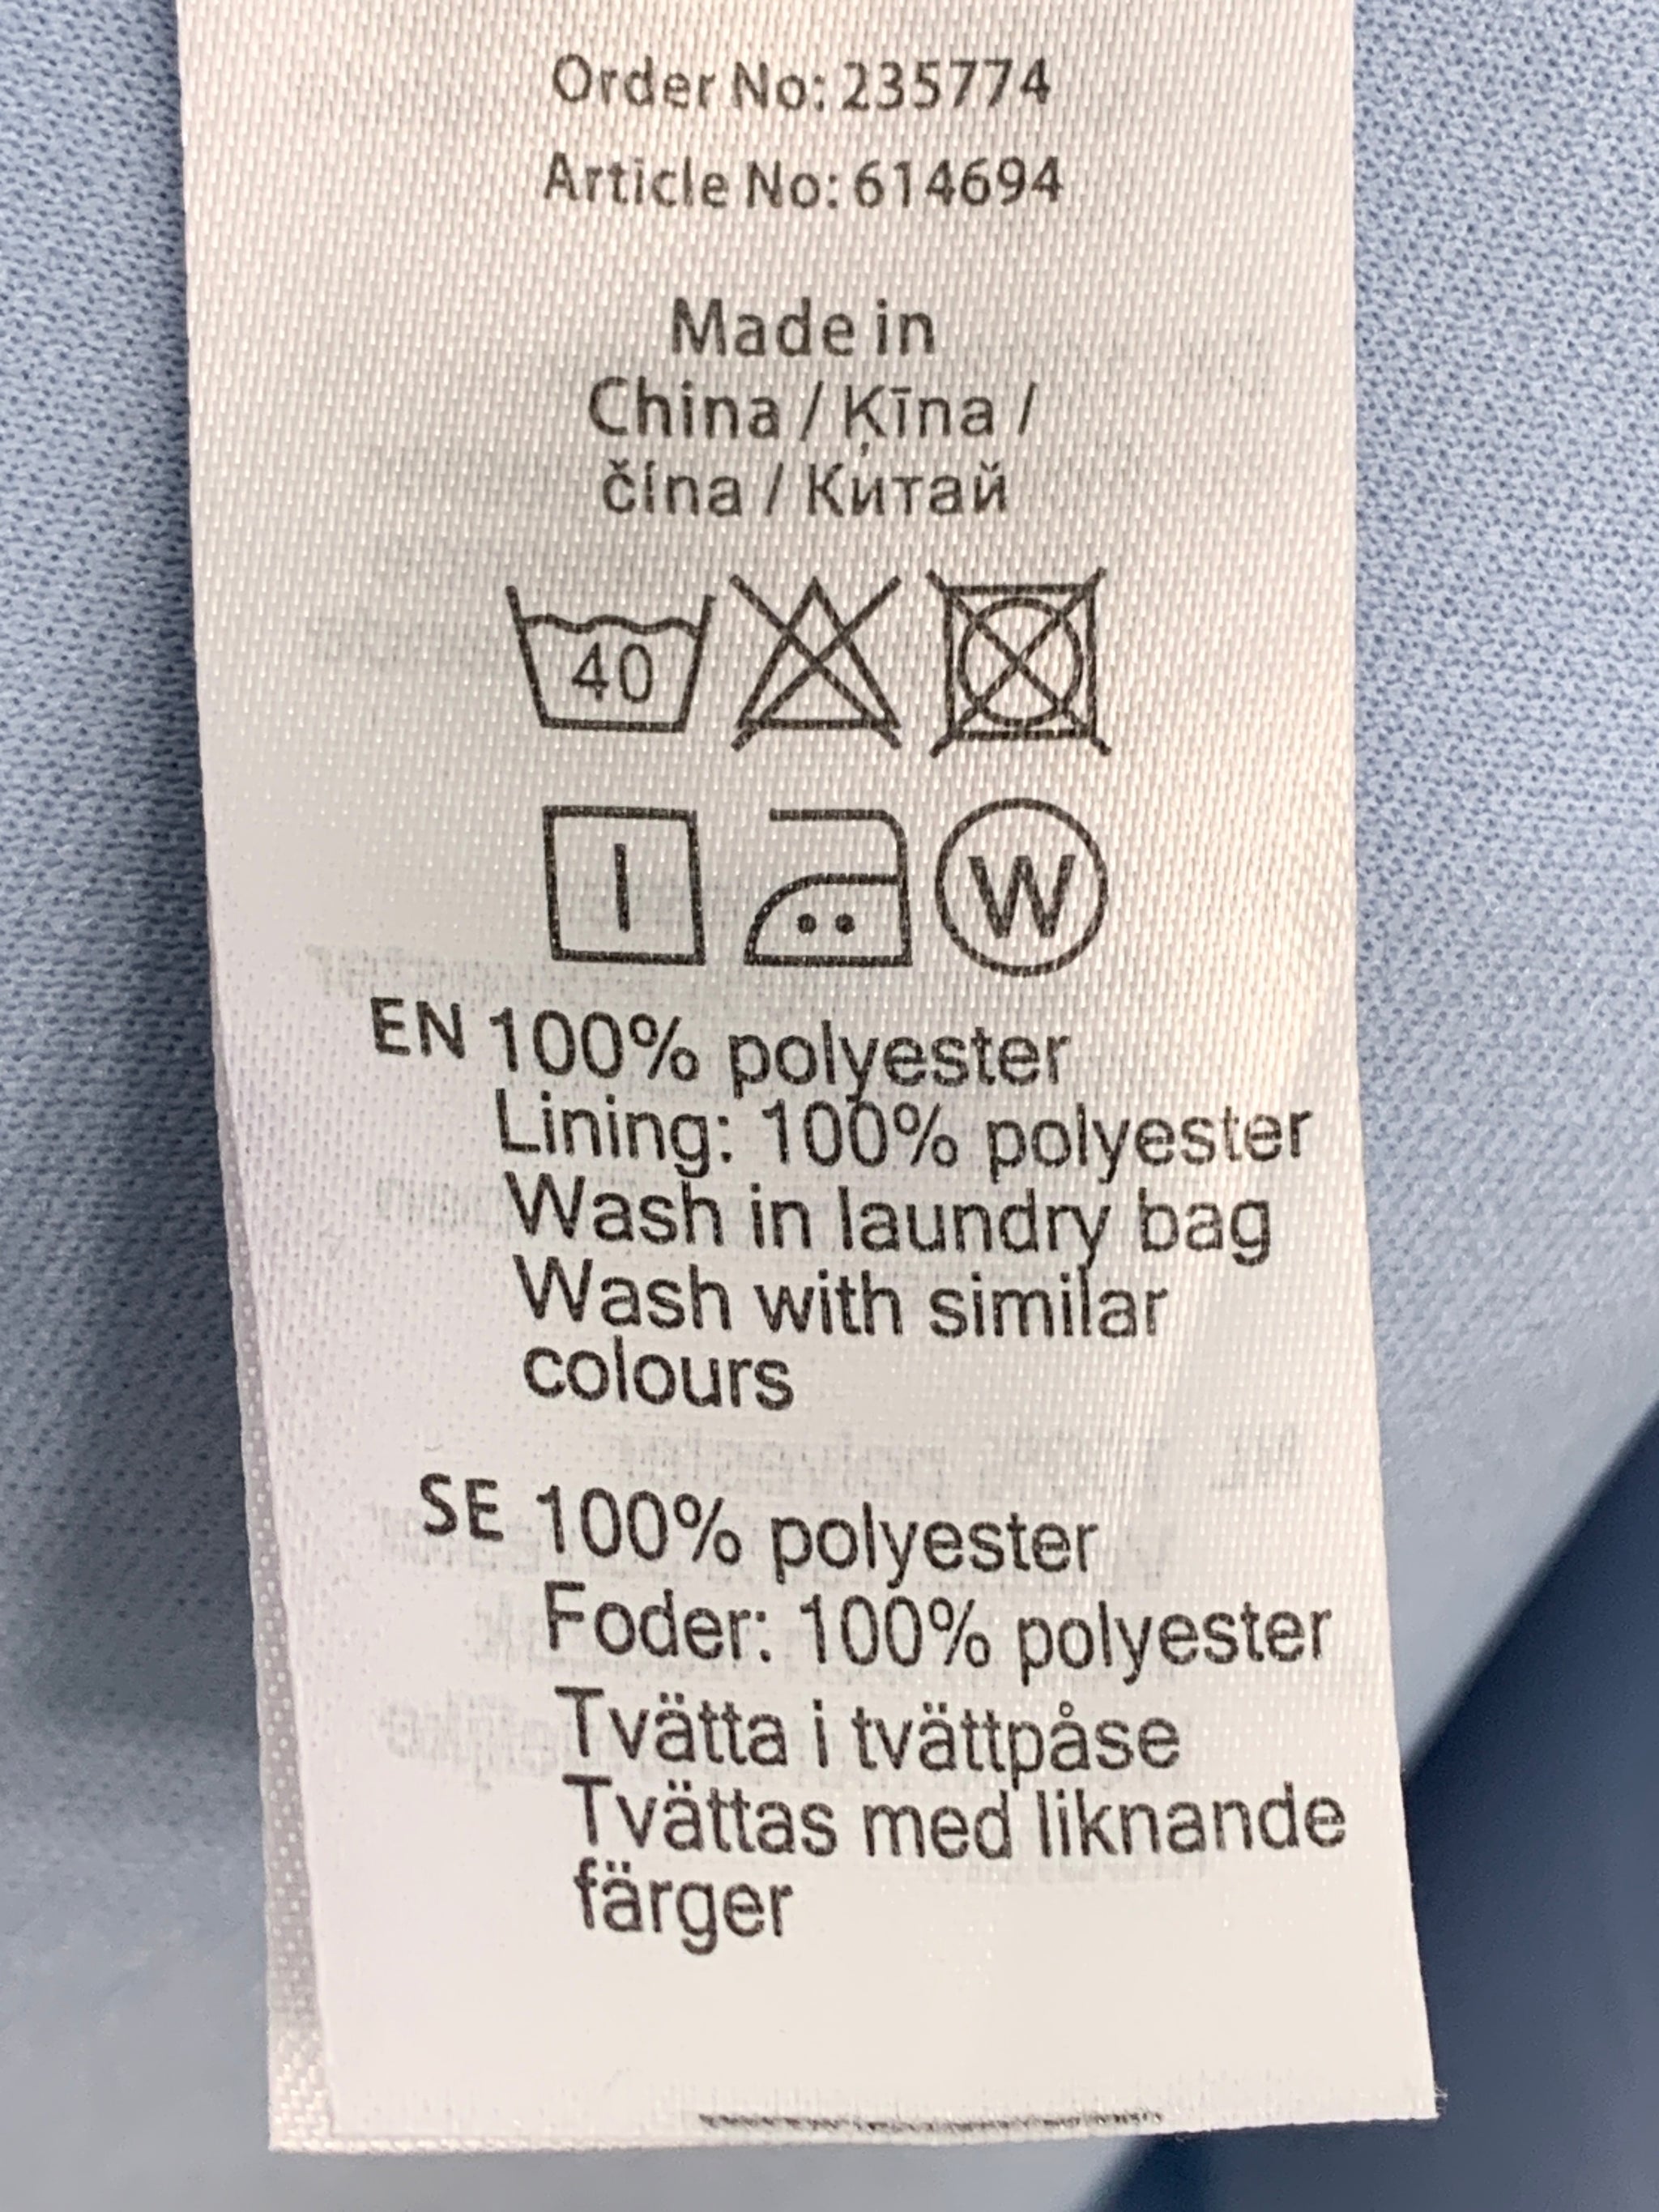 Order No: 235774
Article No: 614694
Made in
China / Ķīna /
čína / Китай
40
W
EN 100% polyester
Lining: 100% polyester
Wash in laundry bag
Wash with similar
colours
SE 100% polyester
Foder: 100% polyester
Tvätta i tvättpåse
Tvättas med liknande
färger